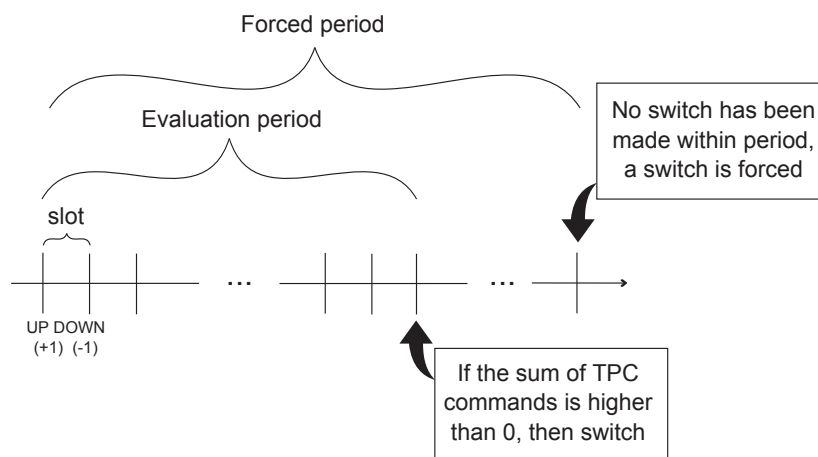 Forced period
No switch has been
made within period,
a switch is forced
Evaluation period
slot
...
...
UP DOWN
(+1) (-1)
If the sum of TPC
commands is higher
than 0, then switch